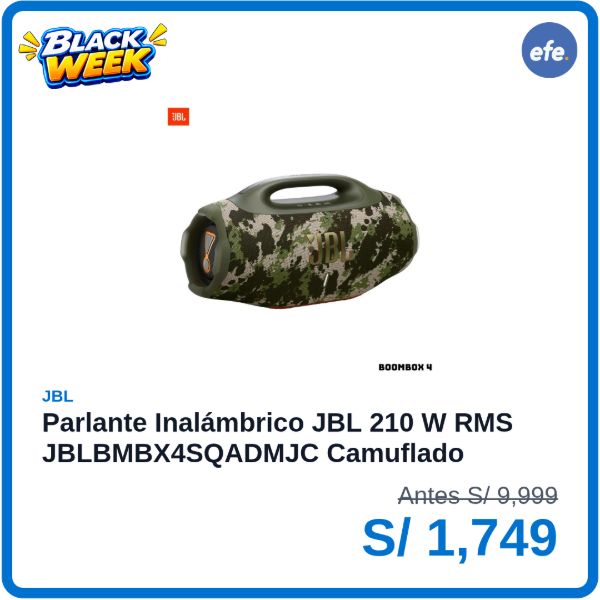 BLACK
WEEK
efe.
JBL
JBL
BOOMBOX 4
JBL
Parlante Inalámbrico JBL 210 W RMS
JBLBMBX4SQADMJC Camuflado
Antes S/ 9,999
S/ 1,749